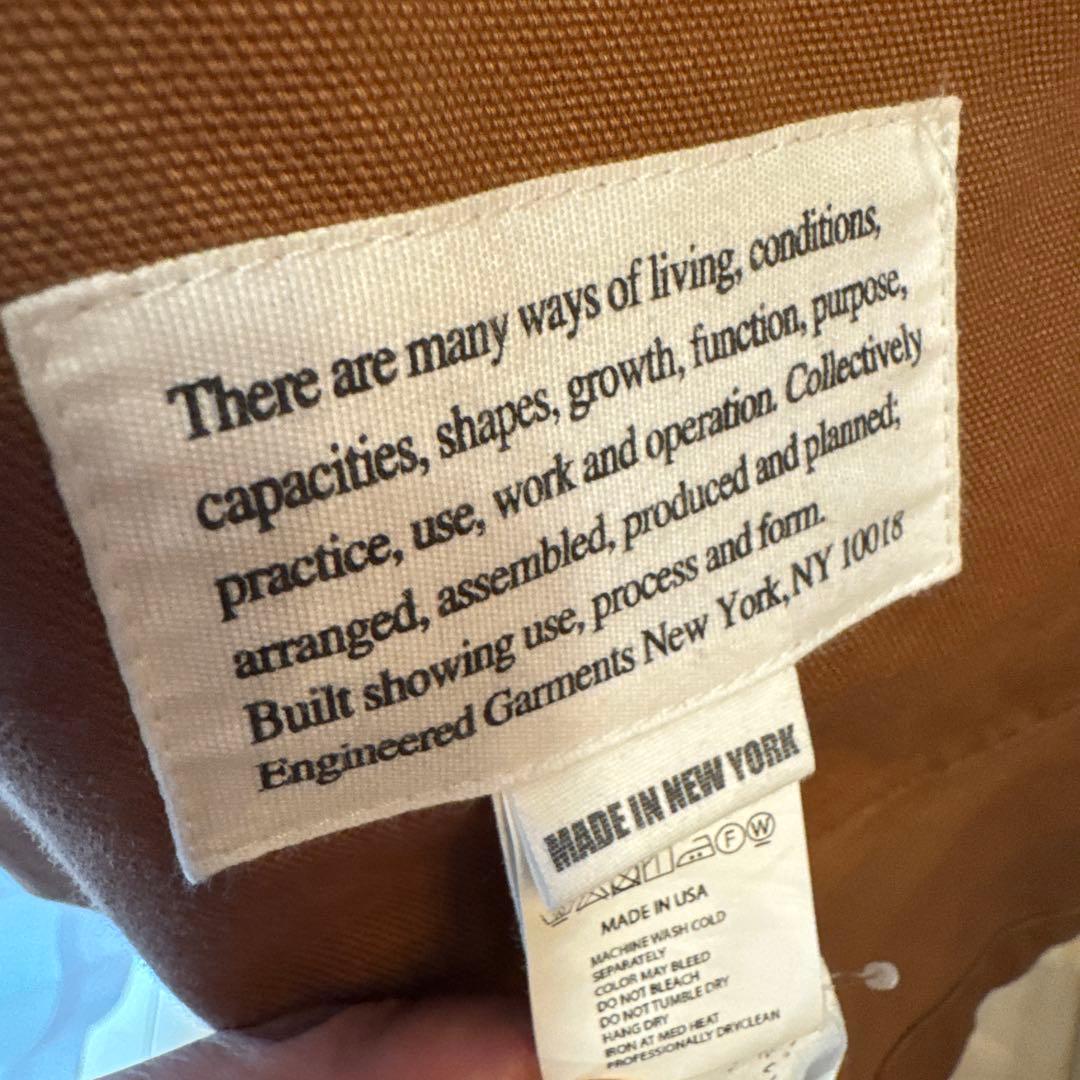 There are many ways of living, conditions,
capacities, shapes, growth, function, purpose,
practice, use, work and operation. Collectively
arranged, assembled, produced and planned;
Built showing use, process and form.
Engineered Garments New York, NY 10018
MADE IN NEW YORK
F W
MADE IN USA
MACHINE WASH COLD
SEPARATELY
COLOR MAY BLEED
DO NOT BLEACH
DO NOT TUMBLE DRY
HANG DRY
IRON AT MED HEAT
PROFESSIONALLY DRYCLEAN